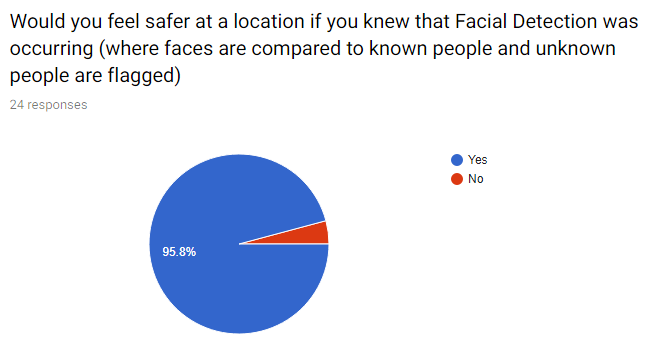 Would you feel safer at a location if you knew that Facial Detection was
occurring (where faces are compared to known people and unknown
people are flagged)
24 responses
Yes
No
95.8%